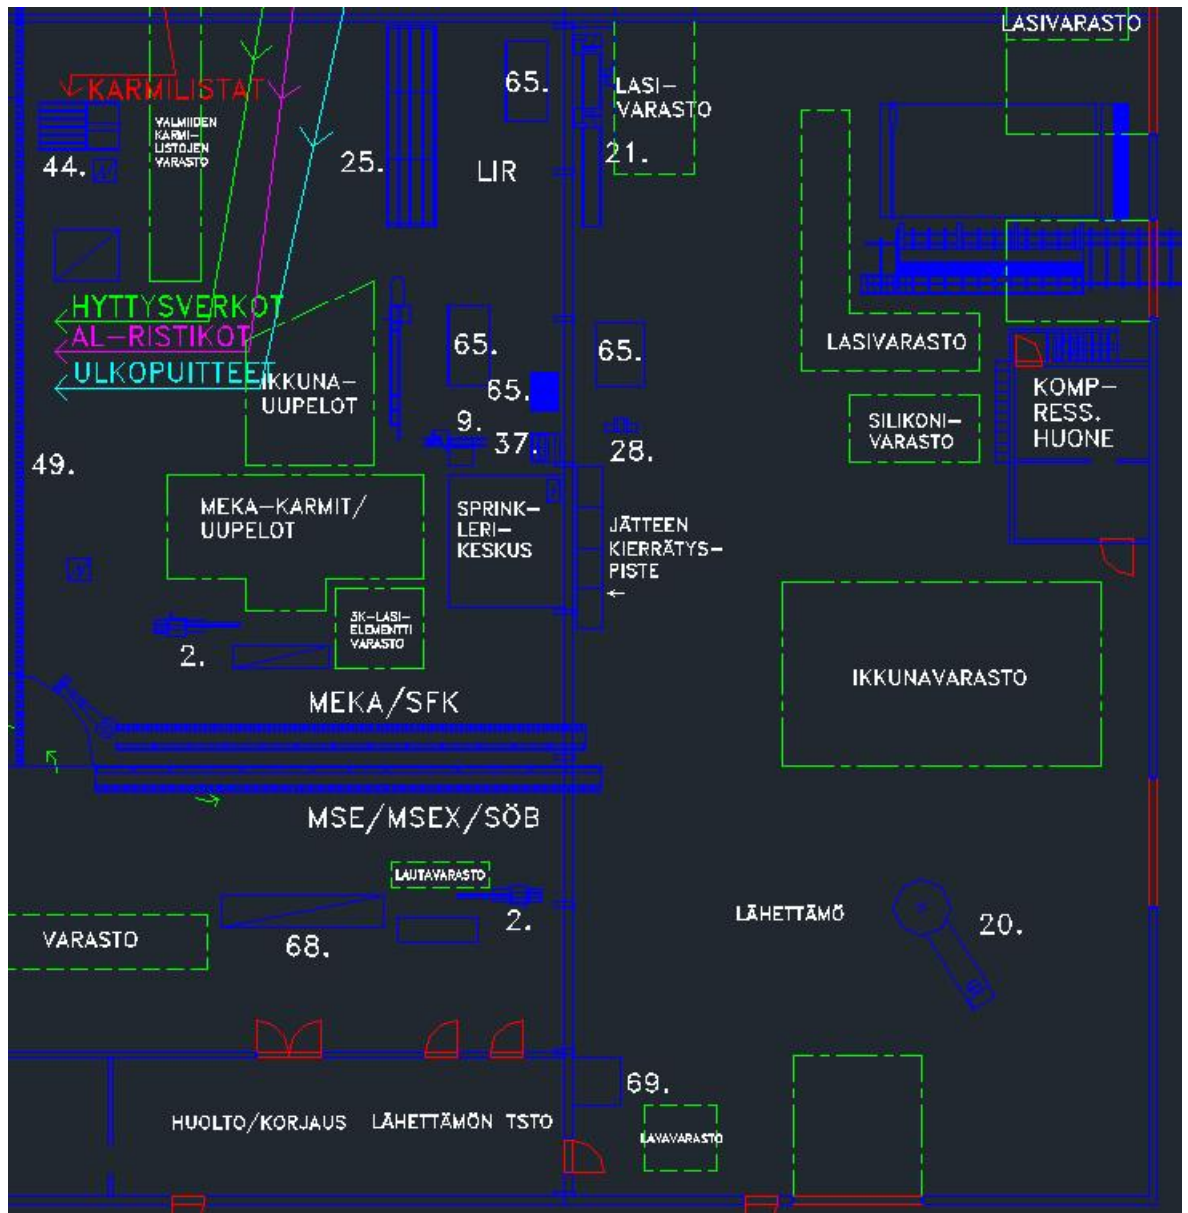 LASIVARASTO
KARMILISTAT
65.
LASI-
VARASTO
VALMIIDEN
KARMI-
LISTOJEN
VARASTO
44.
25.
LIR
21.
HYTTYSVERKOT
AL-RISTIKOT
ULKOPUITTEET
65.
65.
LASIVARASTO
IKKUNA-
UUPELOT
65.
KOMP-
RESS.
HUONE
9.
37.
28.
SILIKONI-
VARASTO
49.
MEKA-KARMIT/
UUPELOT
SPRINK-
LERI-
KESKUS
JÄTTEEN
KIERRÄTYS-
PISTE
3K-LASI-
ELEMENTTI
VARASTO
2.
IKKUNAVARASTO
MEKA/SFK
MSE/MSEX/SÖB
LAUTAVARASTO
2.
LÄHETTÄMÖ
20.
VARASTO
68.
69.
HUOLTO/KORJAUS
LÄHETTÄMÖN TSTO
LAVAVARASTO